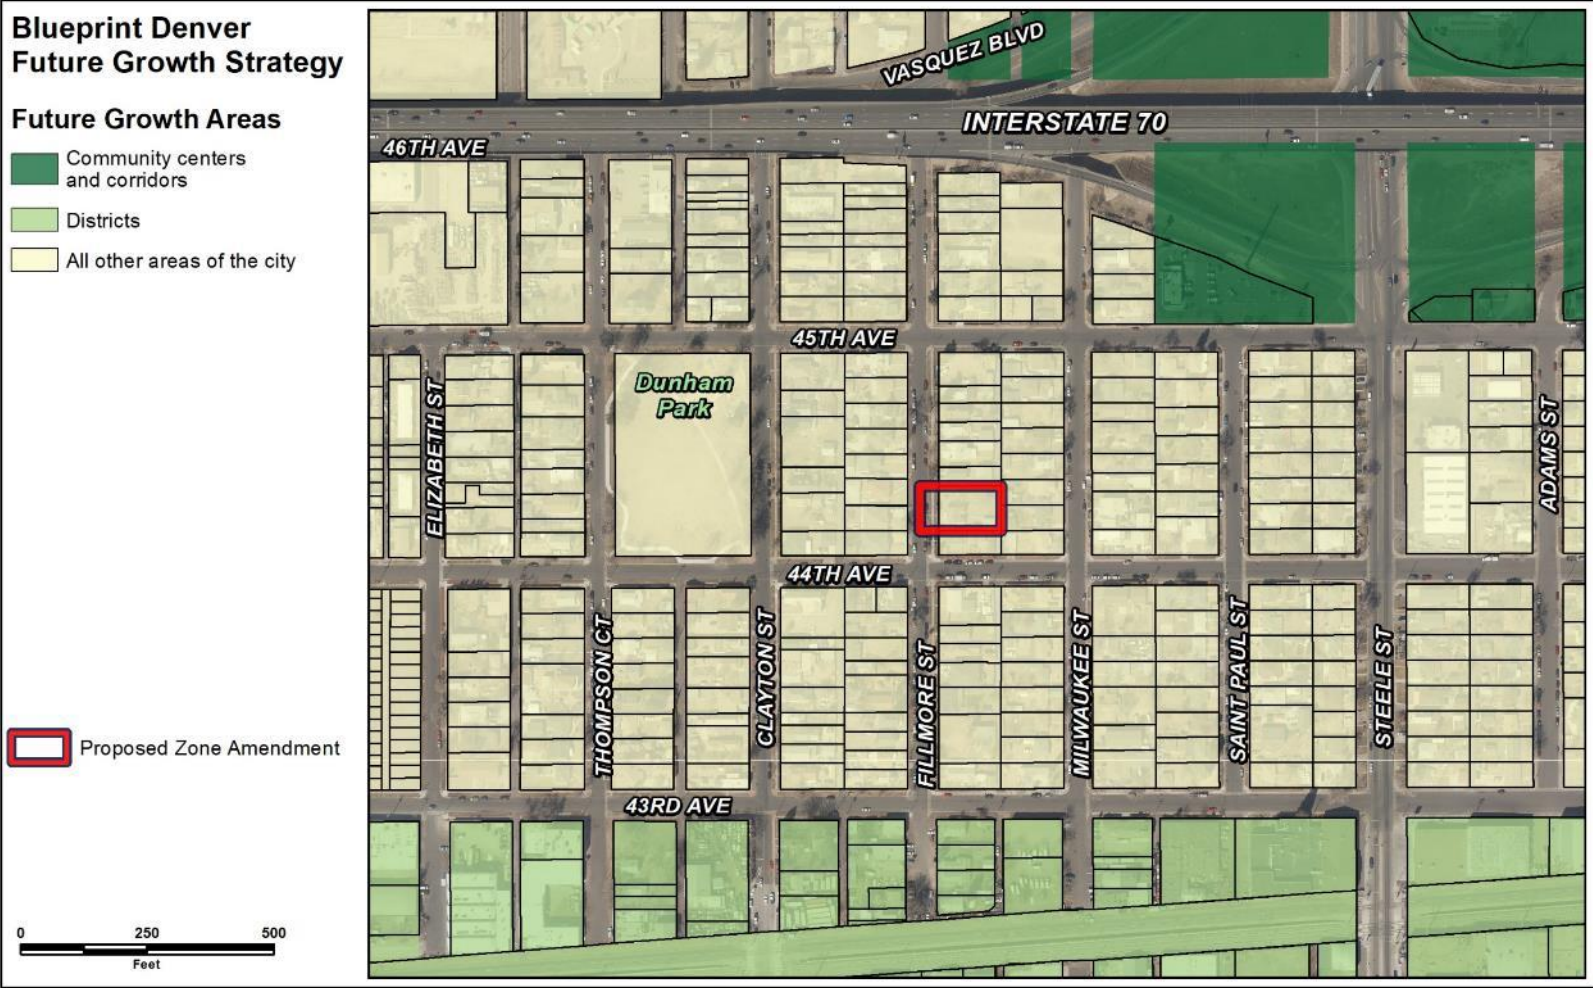 Blueprint Denver
Future Growth Strategy
Future Growth Areas
Community centers
and corridors
Districts
All other areas of the city
Proposed Zone Amendment
0 250 500
Feet
VASQUEZ BLVD
INTERSTATE 70
46TH AVE
45TH AVE
Dunham
Park
ELIZABETH ST
ADAMS ST
44TH AVE
THOMPSON CT
CLAYTON ST
FILLMORE ST
MILWAUKEE ST
SAINT PAUL ST
STEELE ST
43RD AVE